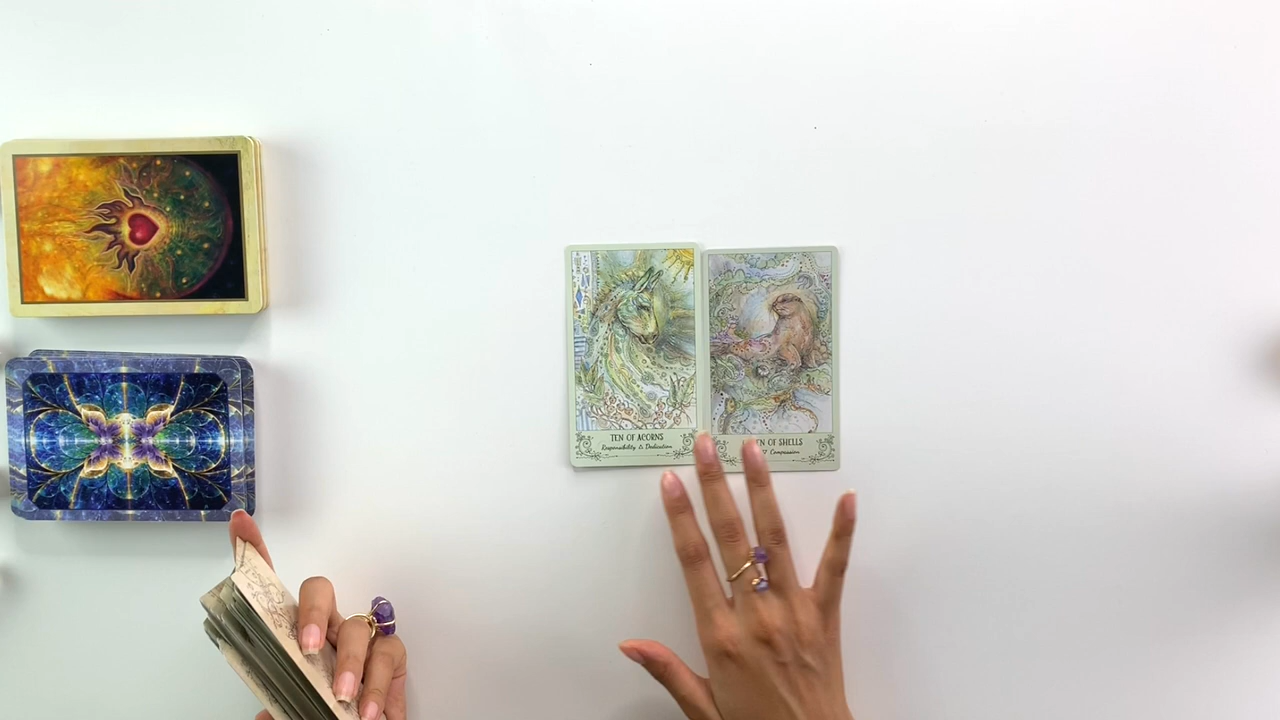 TEN OF ACORNS
Responsibility & Dedication
EN OF SHELLS
Compassion